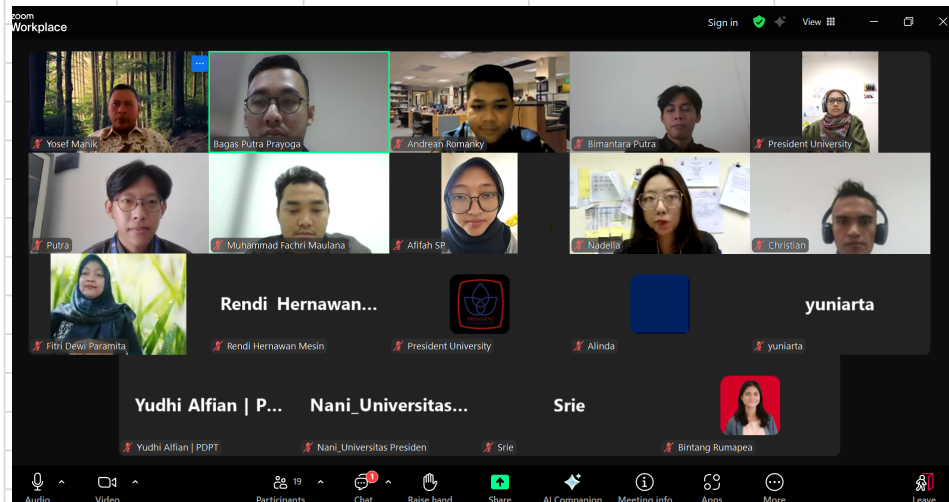 zoom
Workplace
Sign in
View
Yosef Manik
Bagas Putra Prayoga
Andrean Romanky
Bimantara Putra
President University
Putra
Muhammad Fachri Maulana
Afifah SP
Nadella
Christian
Fitri Dewi Paramita
Rendi Hernawan...
Rendi Hernawan Mesin
PRESIDENT
President University
Alinda
yuniarta
yuniarta
Yudhi Alfian | P...
Yudhi Alfian | PDPT
Nani_Universitas...
Nani_Universitas Presiden
Srie
Srie
Bintang Rumapea
Audio
Video
19
Participants
1
Chat
Raise hand
Share
AI Companion
Meeting info
Apps
More
Leave